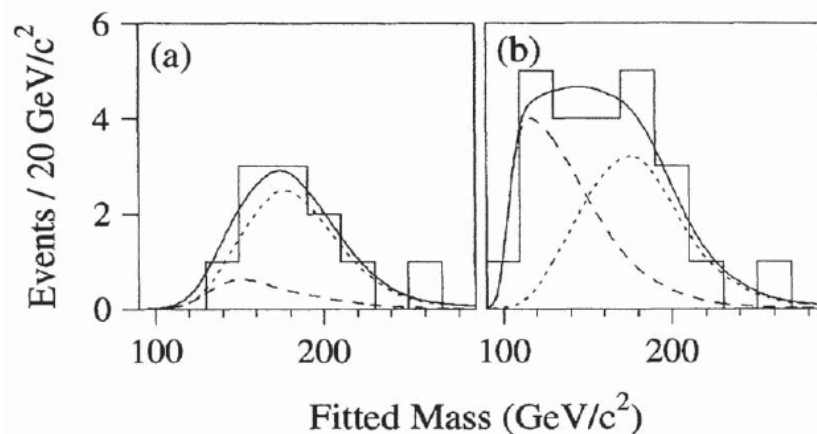 6
4
2
0
Events / 20 GeV/c²
(a)
(b)
100 200 100 200
Fitted Mass (GeV/c²)